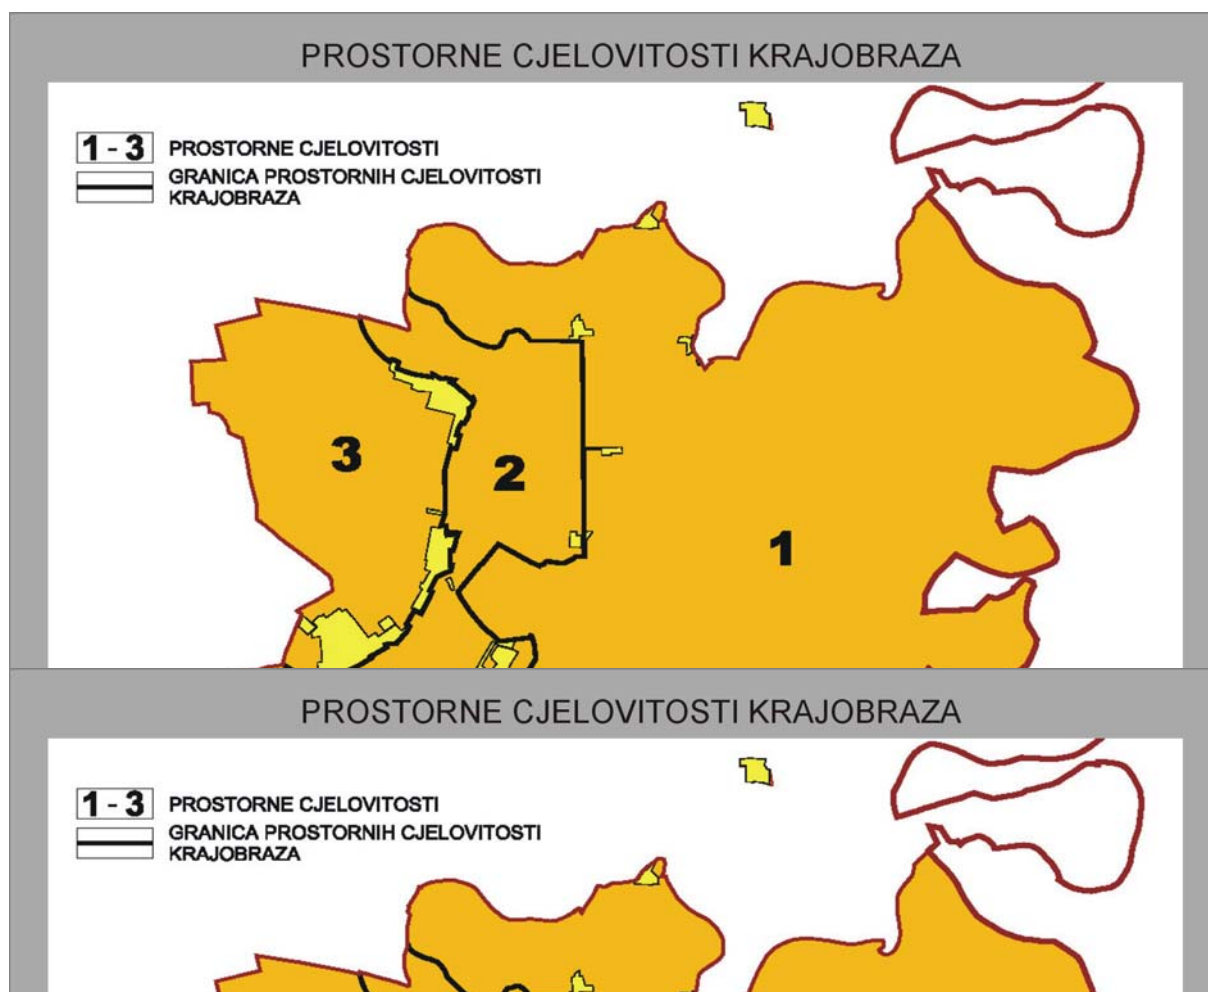 PROSTORNE CJELOVITOSTI KRAJOBRAZA
1 - 3 PROSTORNE CJELOVITOSTI
GRANICA PROSTORNIH CJELOVITOSTI
KRAJOBRAZA
3
2
1
PROSTORNE CJELOVITOSTI KRAJOBRAZA
1 - 3 PROSTORNE CJELOVITOSTI
GRANICA PROSTORNIH CJELOVITOSTI
KRAJOBRAZA